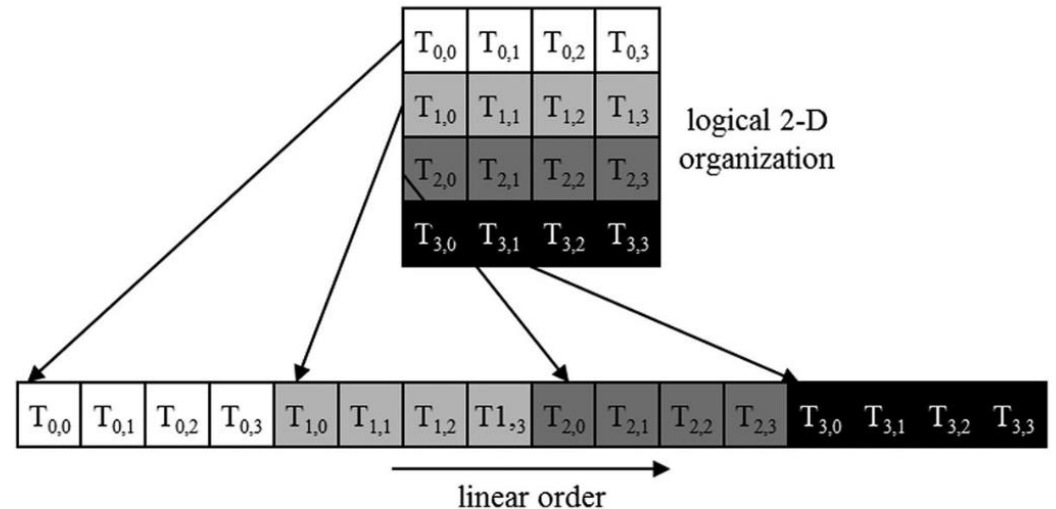 T0,0 T0,1 T0,2 T0,3
T1,0 T1,1 T1,2 T1,3
logical 2-D
organization
T2,0 T2,1 T2,2 T2,3
T3,0 T3,1 T3,2 T3,3
T0,0 T0,1 T0,2 T0,3 T1,0 T1,1 T1,2 T1,3 T2,0 T2,1 T2,2 T2,3 T3,0 T3,1 T3,2 T3,3
linear order